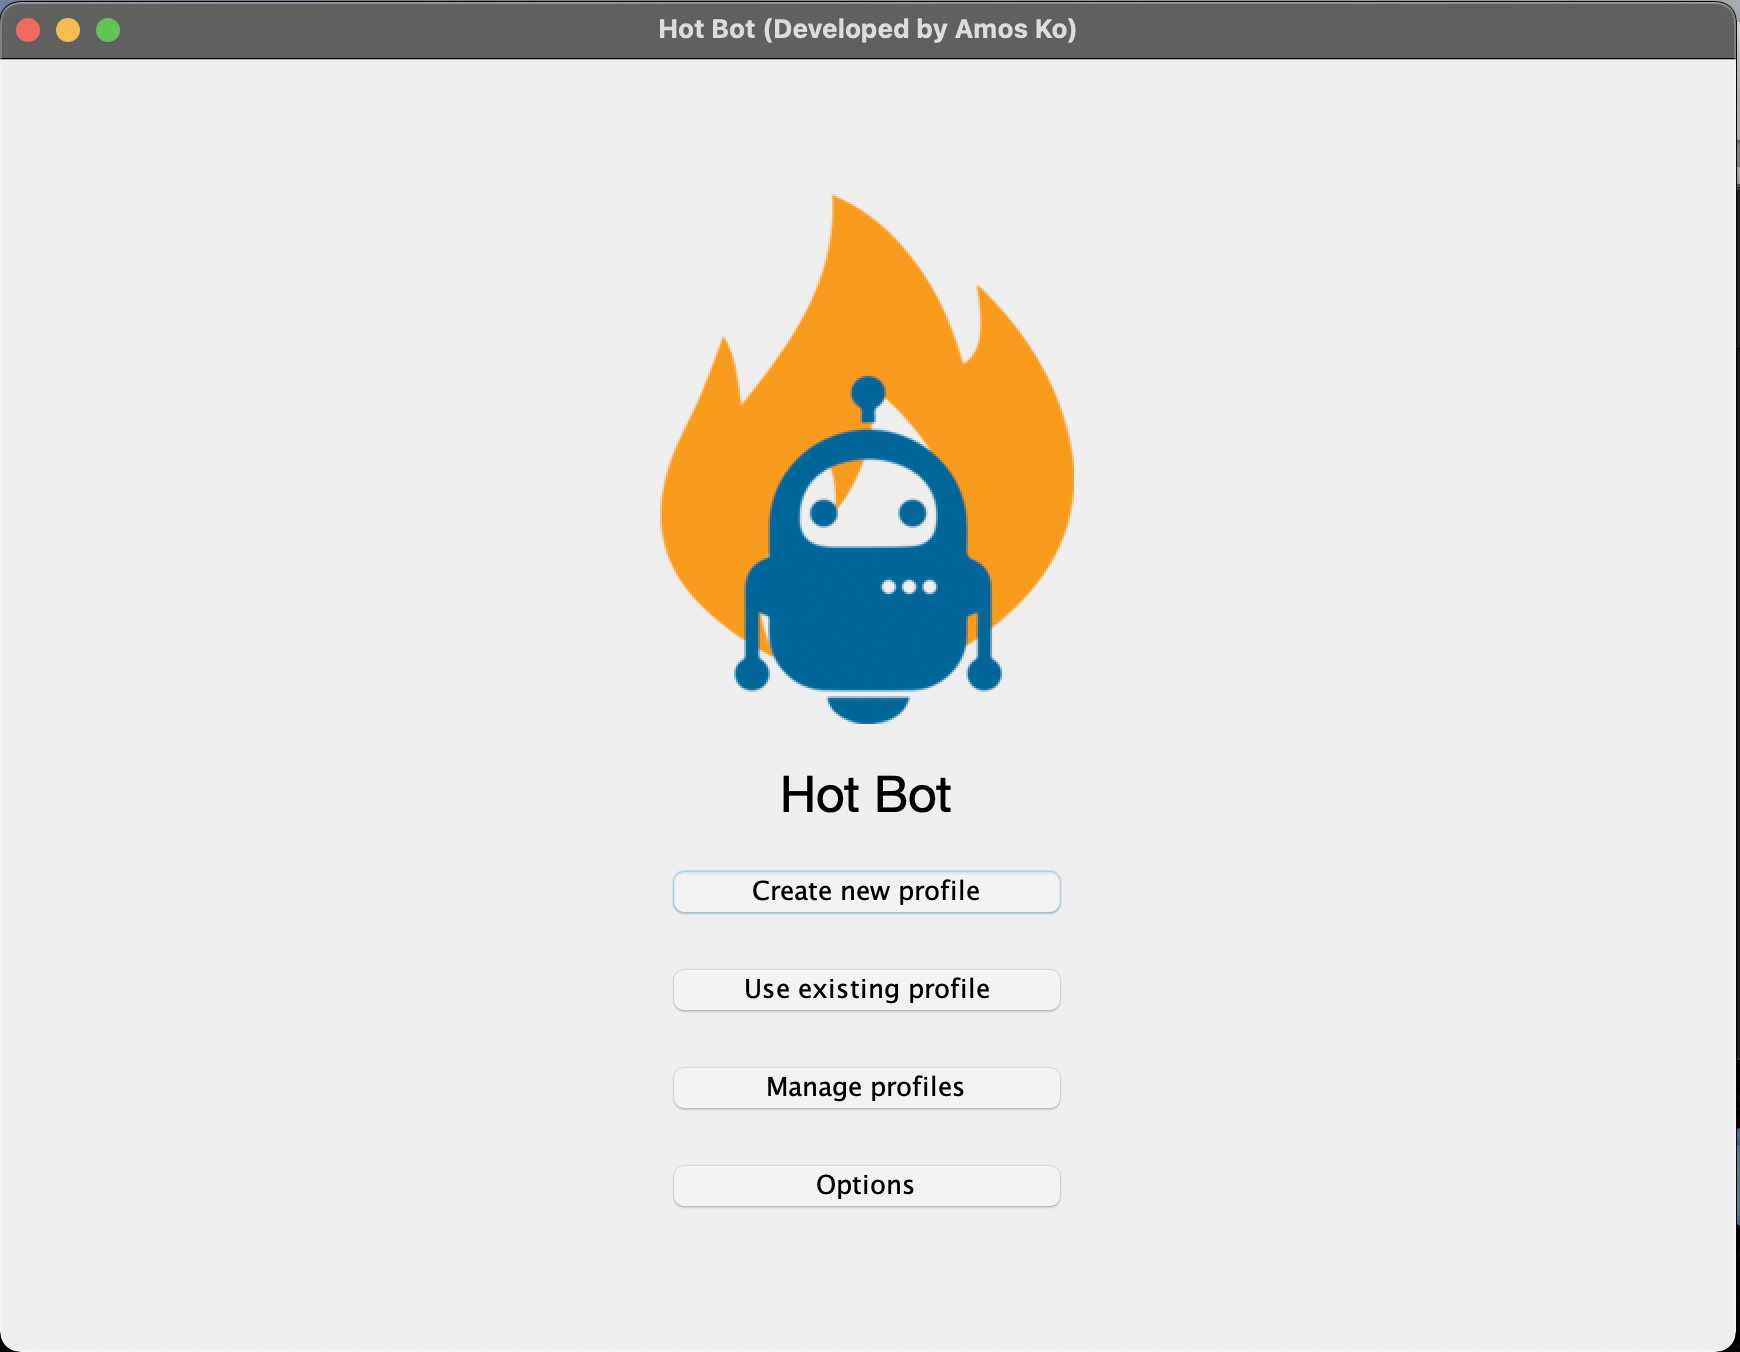 Hot Bot (Developed by Amos Ko)
Hot Bot
Create new profile
Use existing profile
Manage profiles
Options